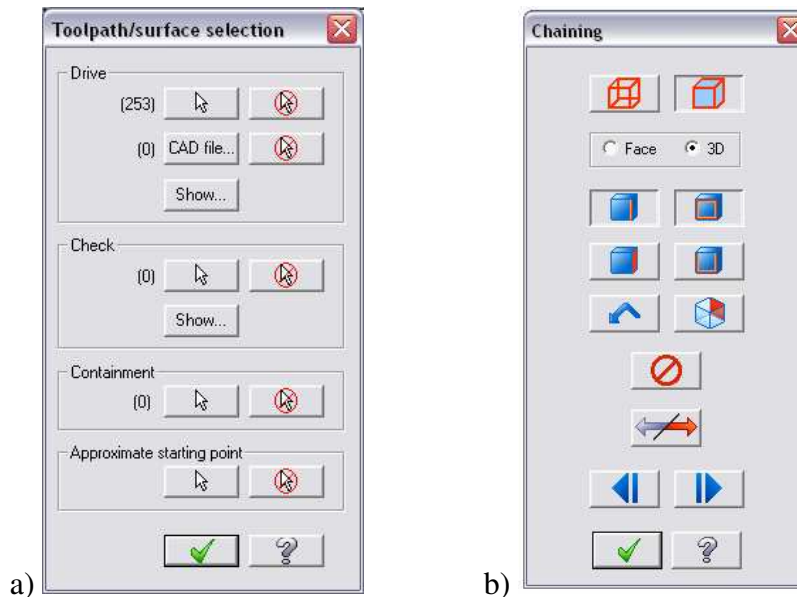 Toolpath/surface selection
Drive
(253)
(0) CAD file...
Show...
Check
(0)
Show...
Containment
(0)
Approximate starting point
a)
Chaining
Face 3D
b)